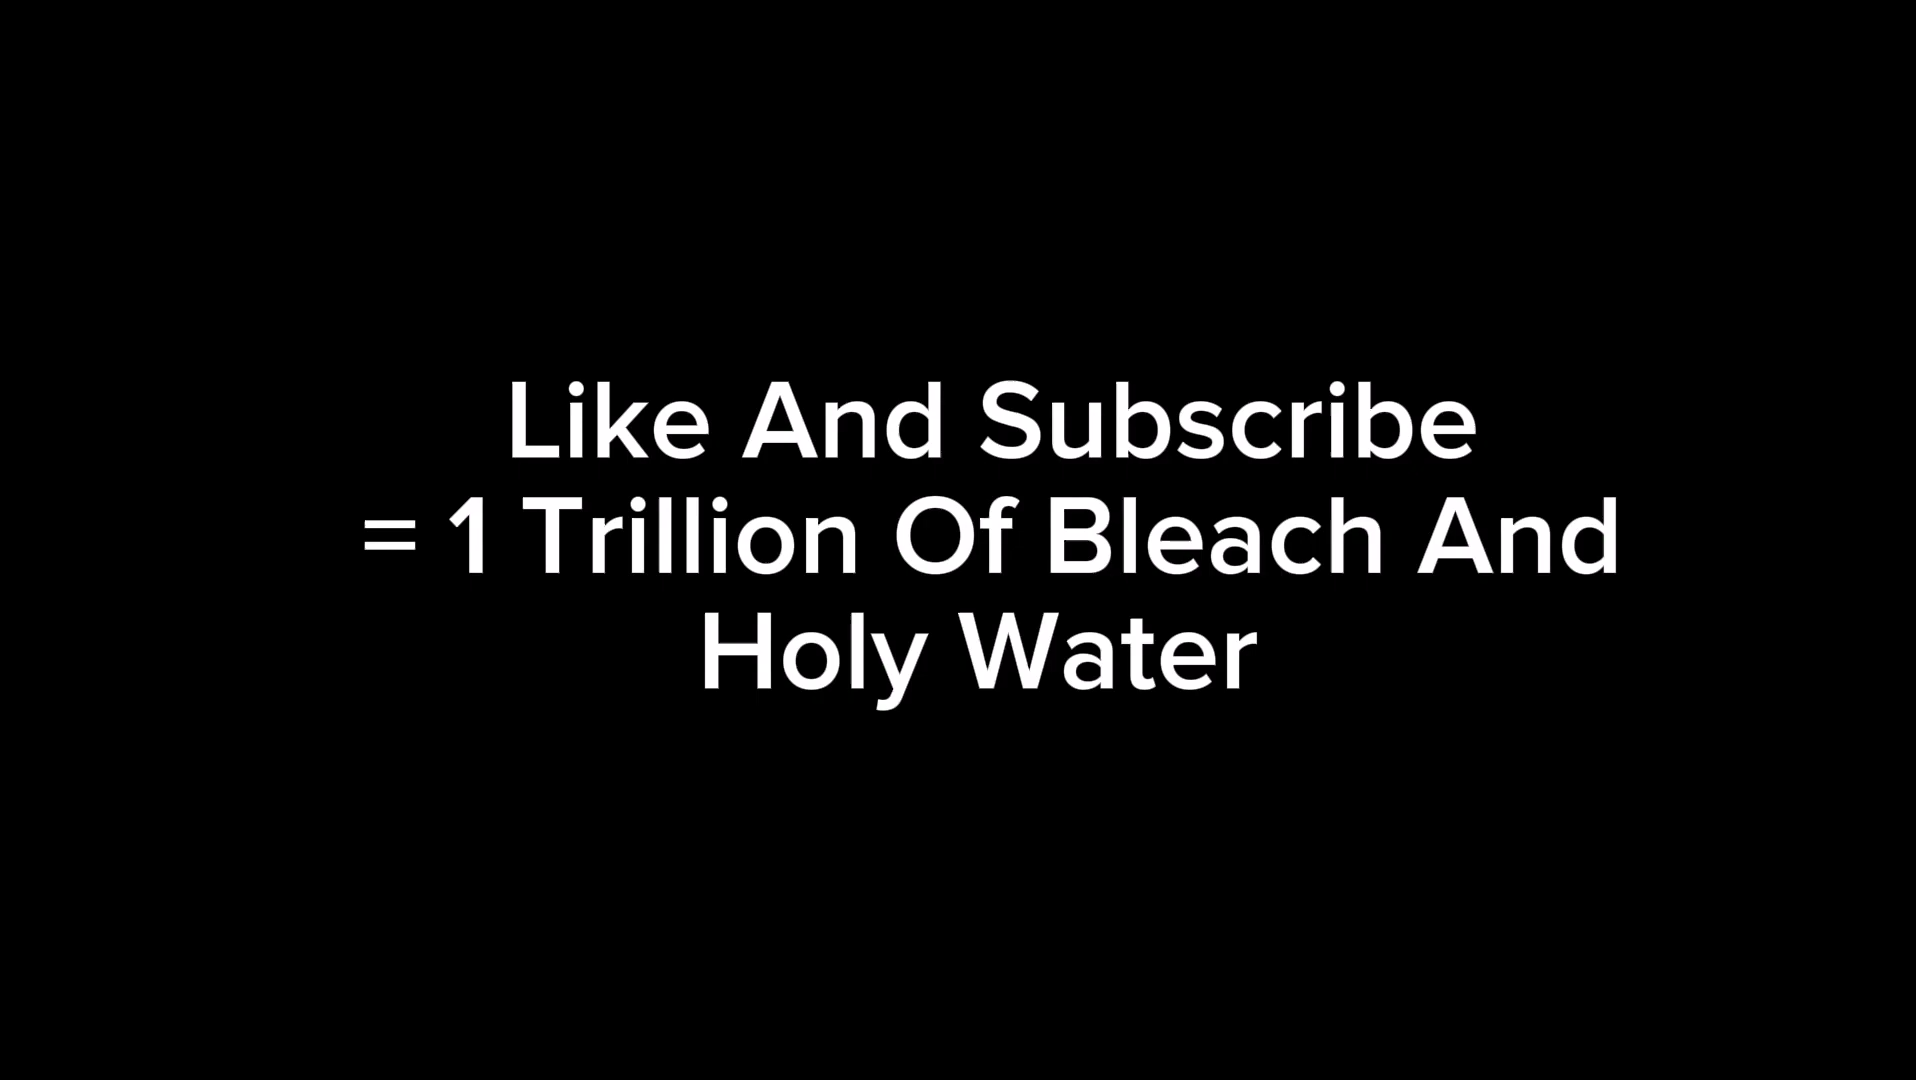 Like And Subscribe
= 1 Trillion Of Bleach And
Holy Water